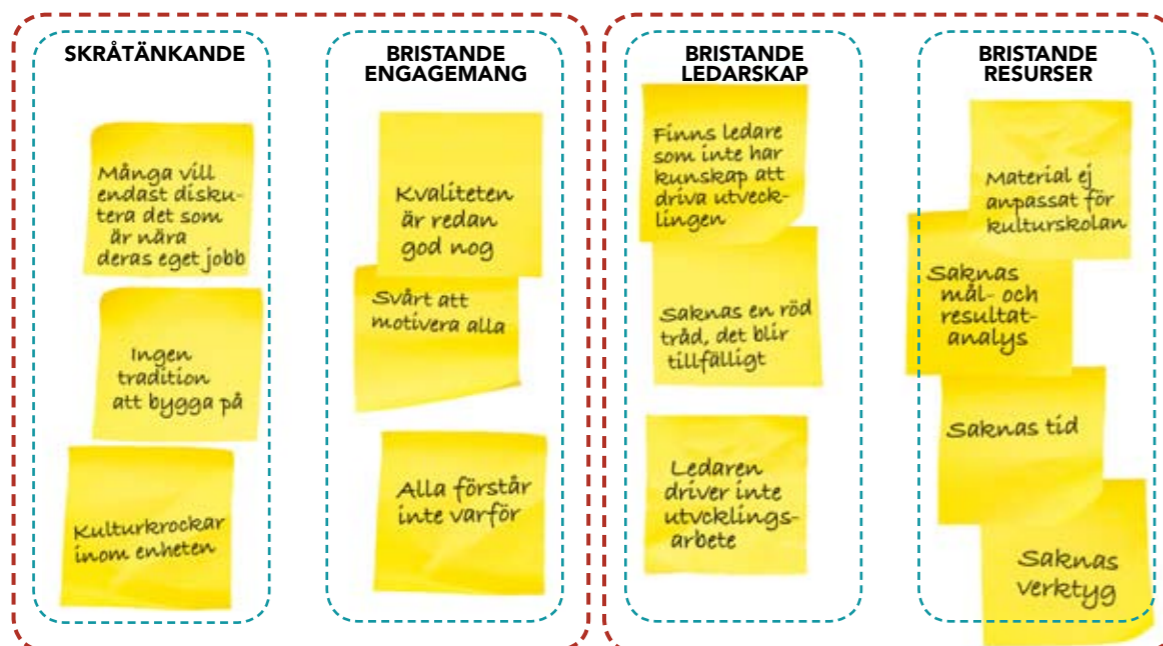 SKRÅTÄNKANDE
Många vill
endast disku-
tera det som
är nära
deras eget jobb
Ingen
tradition
att bygga på
Kulturkrockar
inom enheten
BRISTANDE
ENGAGEMANG
Kvaliteten
är redan
god nog
Svårt att
motivera alla
Alla förstår
inte varför
BRISTANDE
LEDARSKAP
Finns ledare
som inte har
kunskap att
driva utveck-
lingen
Saknas en röd
tråd, det blir
tillfälligt
Ledaren
driver inte
utvcklings-
arbete
BRISTANDE
RESURSER
Material ej
anpassat för
kulturskolan
Saknas
mål- och
resultat-
analys
Saknas tid
Saknas
verktyg